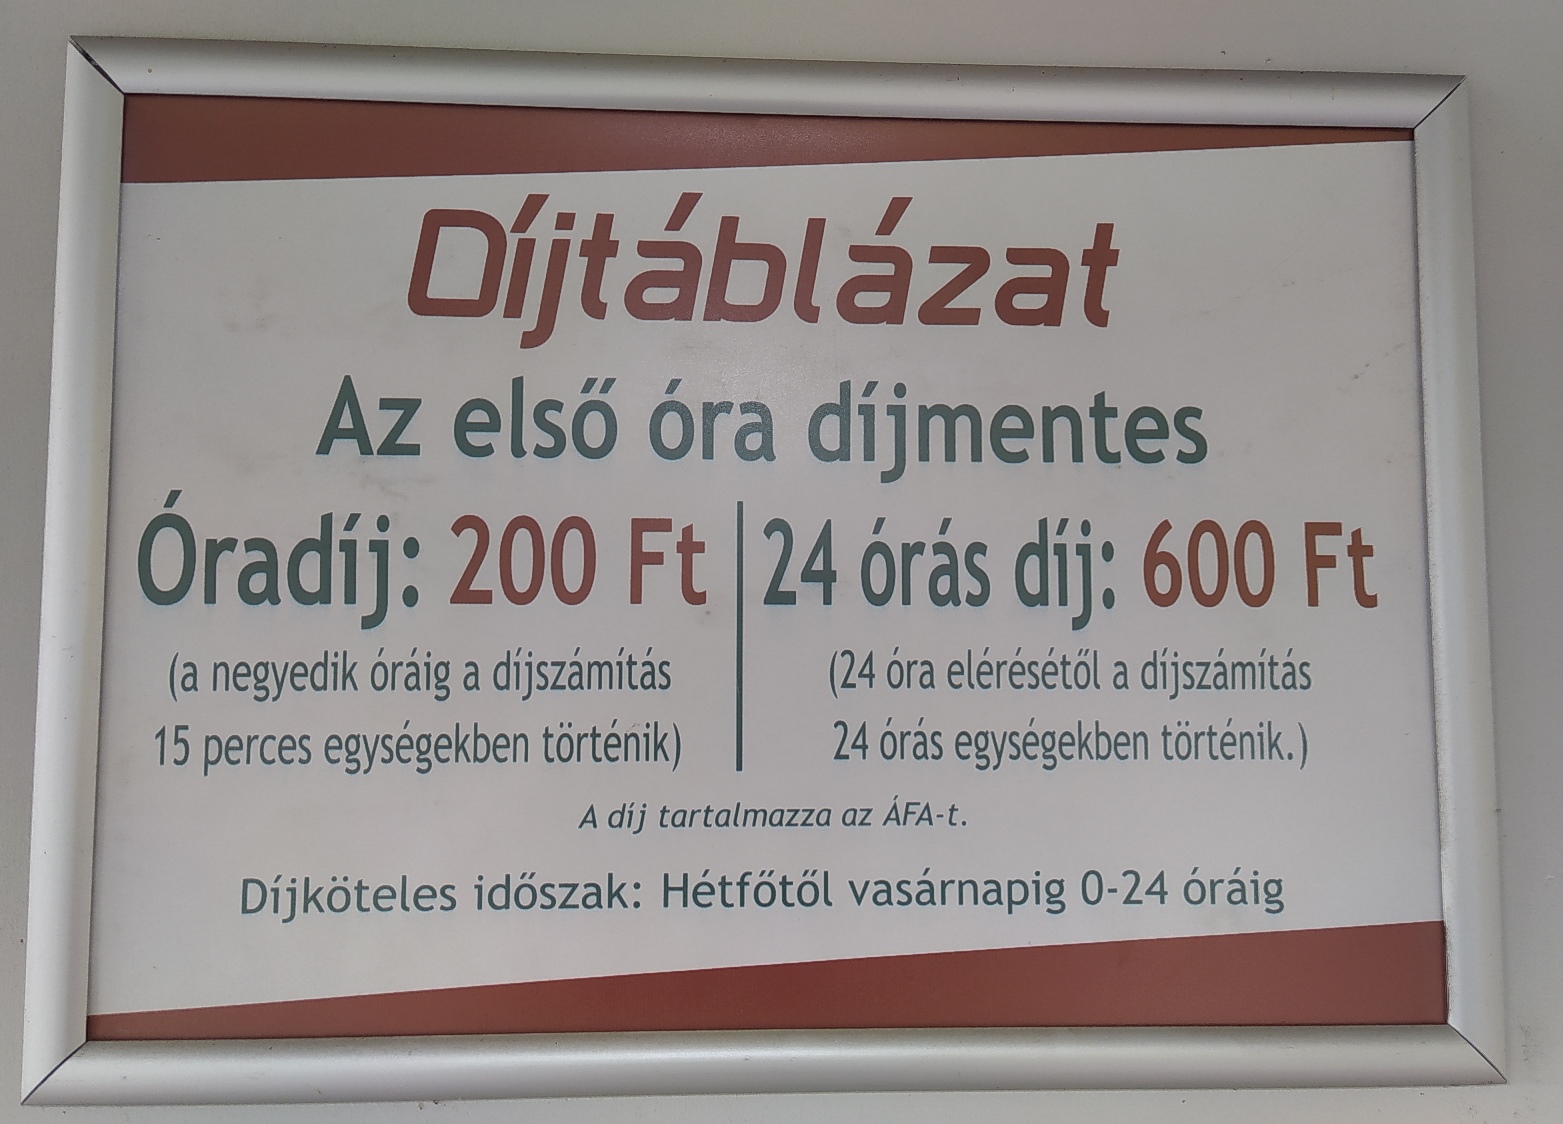 Díjtáblázat
Az első óra díjmentes
Óradíj: 200 Ft
(a negyedik óráig a díjszámítás
15 perces egységekben történik)
24 órás díj: 600 Ft
(24 óra elérésétől a díjszámítás
24 órás egységekben történik.)
A díj tartalmazza az ÁFA-t.
Díjköteles időszak: Hétfőtől vasárnapig 0-24 óráig